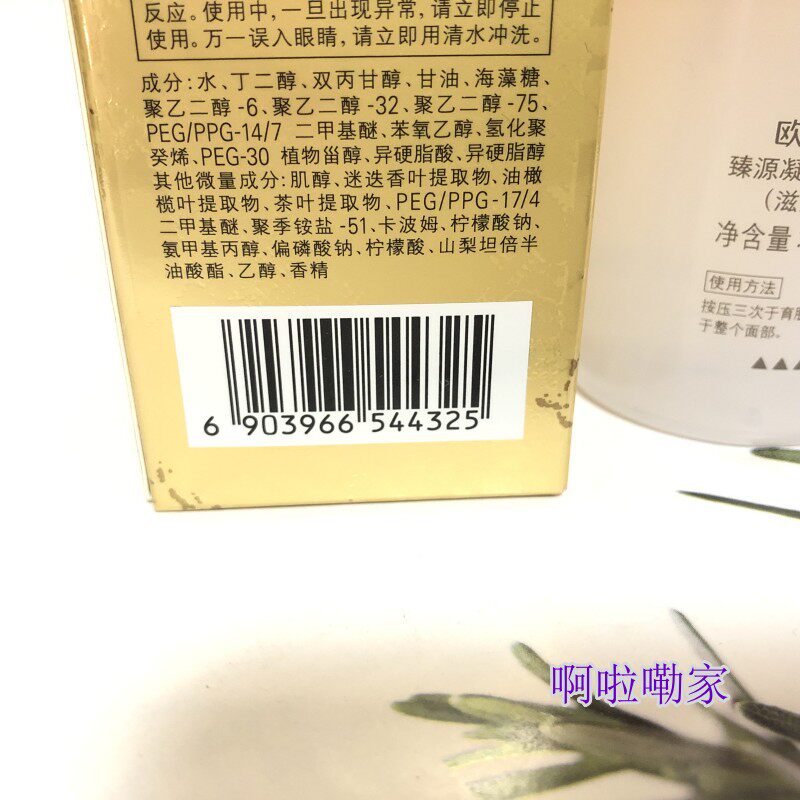 反应。使用中,一旦出现异常,请立即停止
使用。万一误入眼睛,请立即用清水冲洗。
成分:水、丁二醇、双丙甘醇、甘油、海藻糖、
聚乙二醇-6、聚乙二醇-32、聚乙二醇-75、
PEG/PPG-14/7 二甲基醚、苯氧乙醇、氢化聚
癸烯、PEG-30 植物甾醇、异硬脂酸、异硬脂醇
其他微量成分:肌醇、迷迭香叶提取物、油橄
榄叶提取物、茶叶提取物、PEG/PPG-17/4
二甲基醚、聚季铵盐-51、卡波姆、柠檬酸钠、
氨甲基丙醇、偏磷酸钠、柠檬酸、山梨坦倍半
油酸酯、乙醇、香精
6 903966 544325
欧
臻源凝
(滋
净含量
使用方法
按压三次于
于整个面部。
▲▲▲
啊啦嘞家